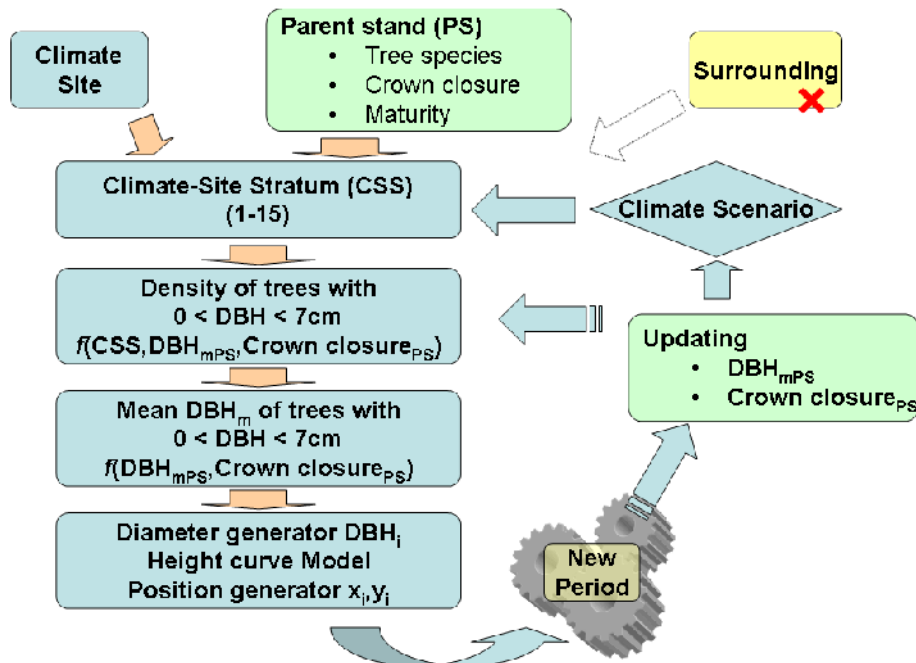 Climate
Site
Parent stand (PS)
• Tree species
• Crown closure
• Maturity
Surrounding
Climate-Site Stratum (CSS)
(1-15)
Climate Scenario
Density of trees with
0 < DBH < 7cm
f(CSS,DBHmPS,Crown closurePS)
Updating
• DBHmPS
• Crown closurePS
Mean DBHm of trees with
0 < DBH < 7cm
f(DBHmPS,Crown closurePS)
Diameter generator DBHi
Height curve Model
Position generator xi,yi
New
Period